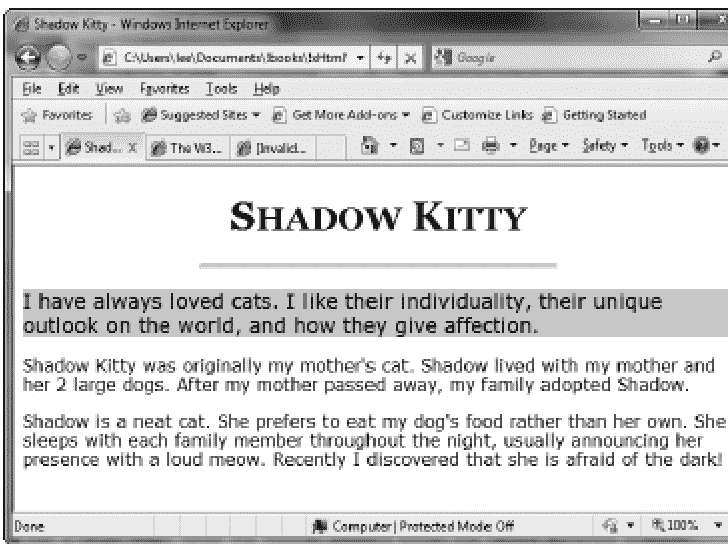 Shadow Kitty - Windows Internet Explorer
C:\Users\lee\Documents\!books\!xHtml Google
File Edit View Favorites Tools Help
Favorites Suggested Sites Get More Add-ons Customize Links Getting Started
Shad... X The W3... [Invalid... Page Safety Tools
SHADOW KITTY
I have always loved cats. I like their individuality, their unique
outlook on the world, and how they give affection.
Shadow Kitty was originally my mother's cat. Shadow lived with my mother and
her 2 large dogs. After my mother passed away, my family adopted Shadow.
Shadow is a neat cat. She prefers to eat my dog's food rather than her own. She
sleeps with each family member throughout the night, usually announcing her
presence with a loud meow. Recently I discovered that she is afraid of the dark!
Done Computer | Protected Mode: Off 100%